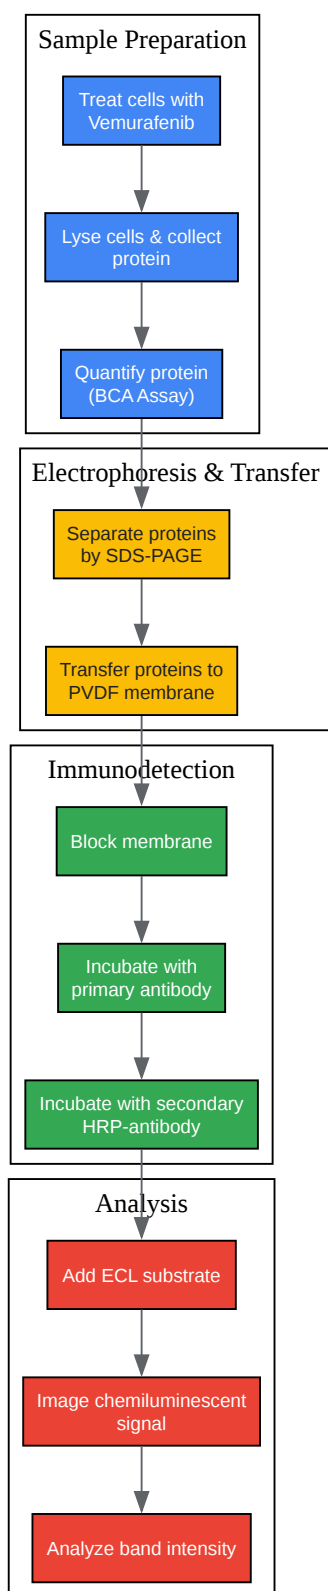 Sample Preparation
Treat cells with
Vemurafenib
Lyse cells & collect
protein
Quantify protein
(BCA Assay)
Electrophoresis & Transfer
Separate proteins
by SDS-PAGE
Transfer proteins to
PVDF membrane
Immunodetection
Block membrane
Incubate with
primary antibody
Incubate with secondary
HRP-antibody
Analysis
Add ECL substrate
Image chemiluminescent
signal
Analyze band intensity